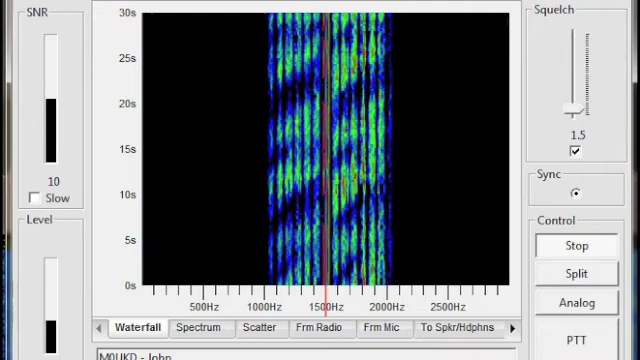 SNR
10
Slow
Level
30s
25s
20s
15s
10s
5s
0s
500Hz 1000Hz 1500Hz 2000Hz 2500Hz
Waterfall Spectrum Scatter Frm Radio Frm Mic To Spkr/Hdphns
M0UKD - John
Squelch
1.5
Sync
Control
Stop
Split
Analog
PTT